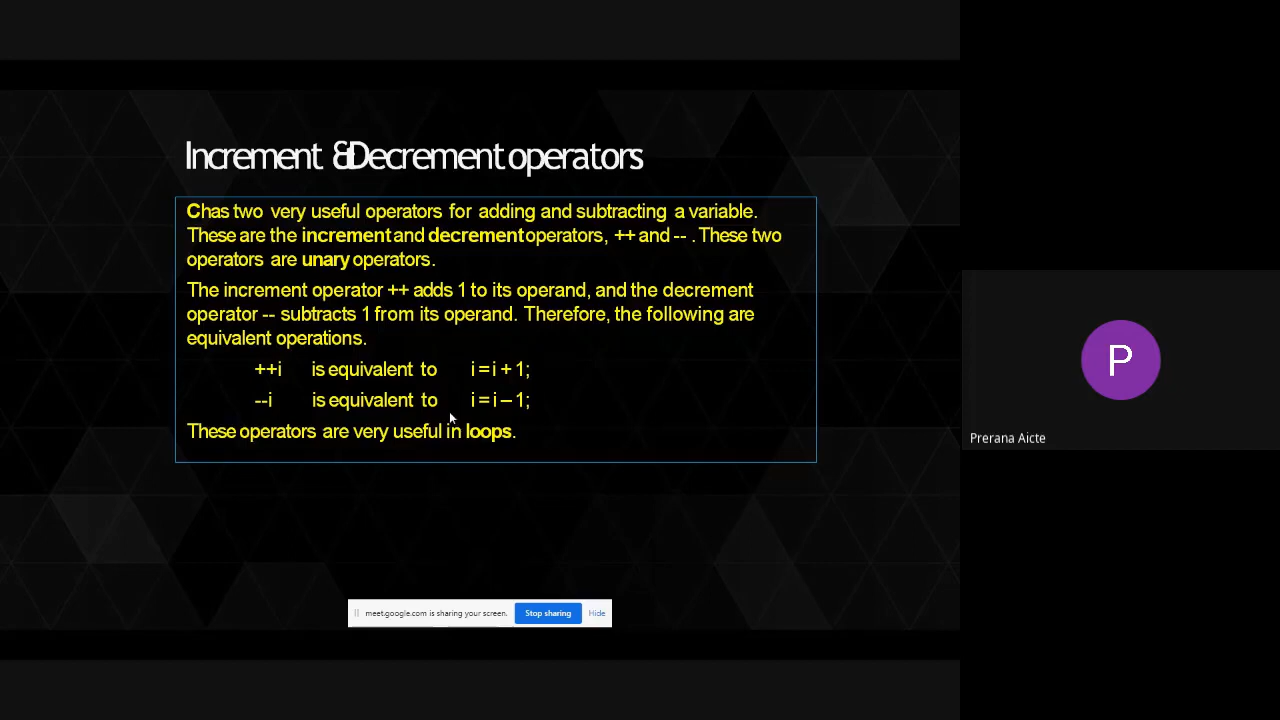 Increment & Decrement operators
C has two very useful operators for adding and subtracting a variable.
These are the increment and decrement operators, ++ and -- . These two
operators are unary operators.
The increment operator ++ adds 1 to its operand, and the decrement
operator -- subtracts 1 from its operand. Therefore, the following are
equivalent operations.
++i is equivalent to i = i + 1;
--i is equivalent to i = i – 1;
These operators are very useful in loops.
P
Prerana Aicte
meet.google.com is sharing your screen. Stop sharing Hide